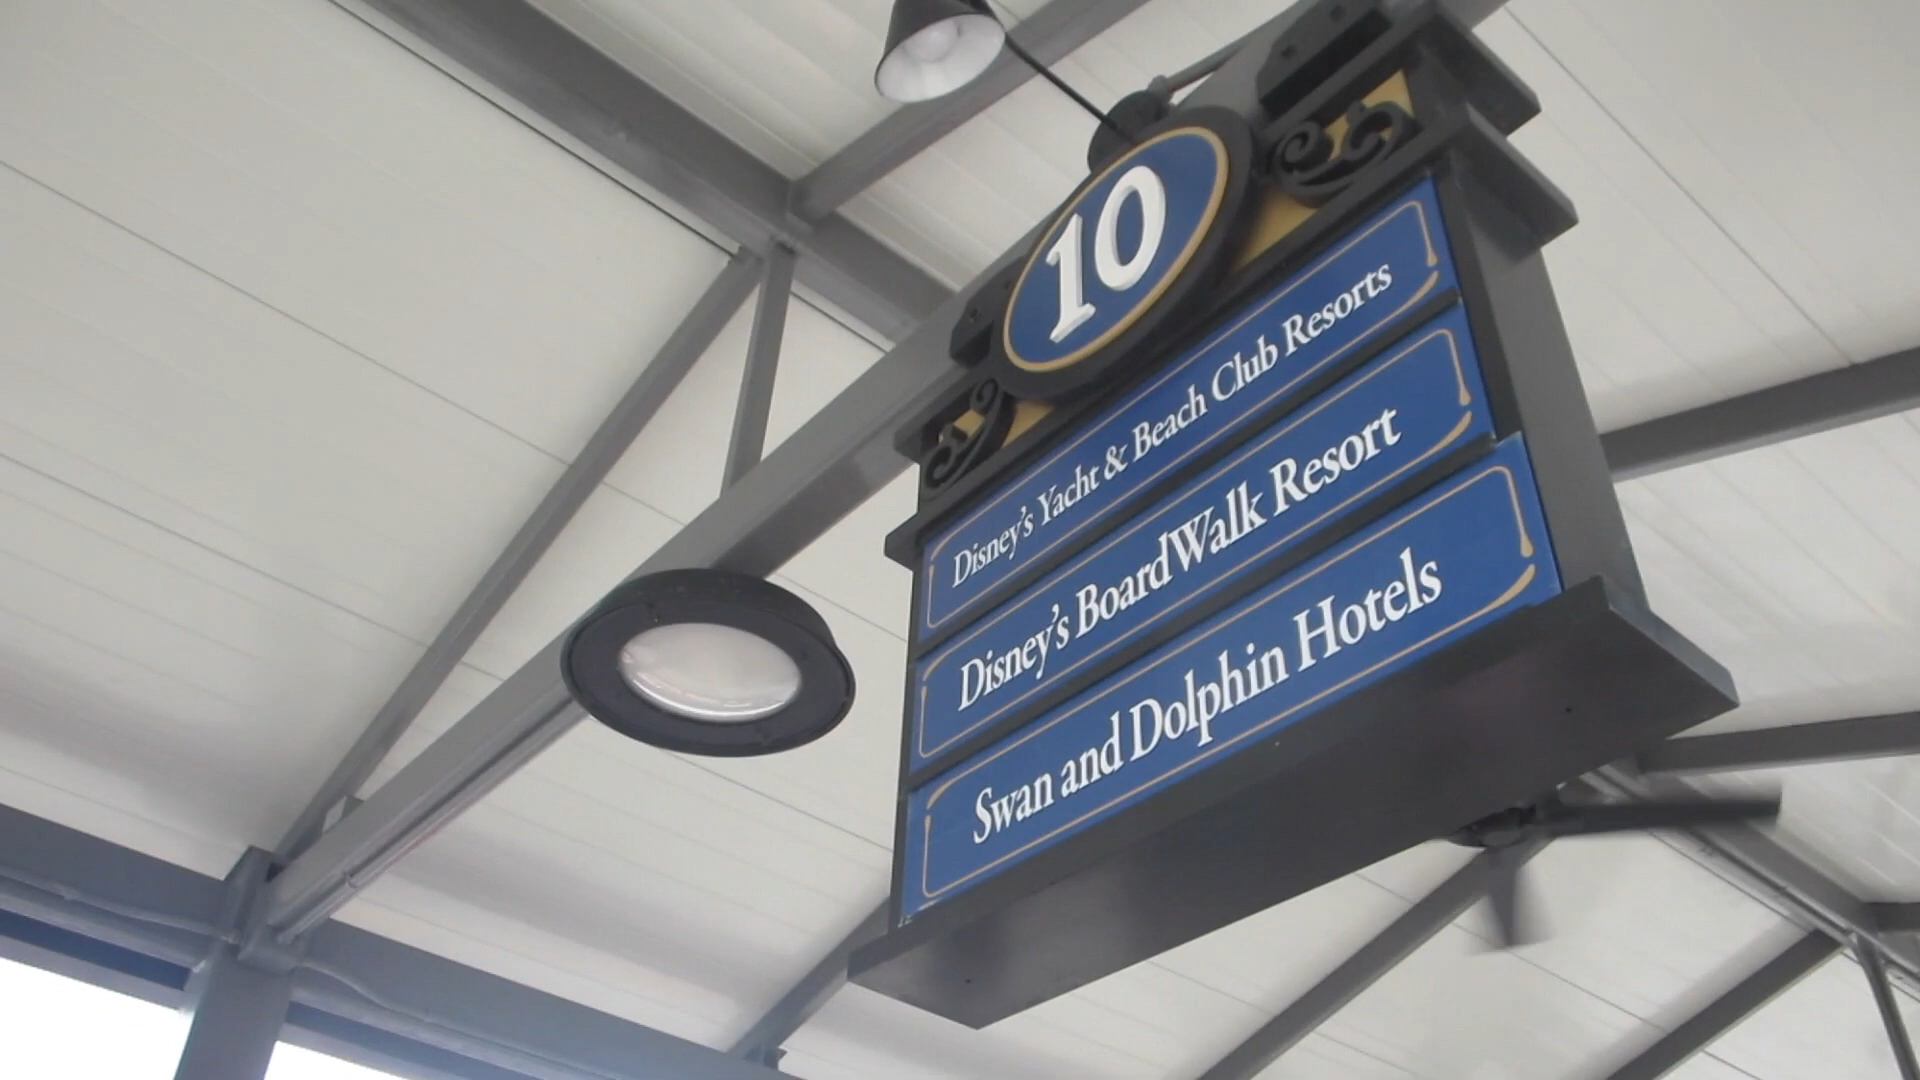 10
Disney's Yacht & Beach Club Resorts
Disney's BoardWalk Resort
Swan and Dolphin Hotels